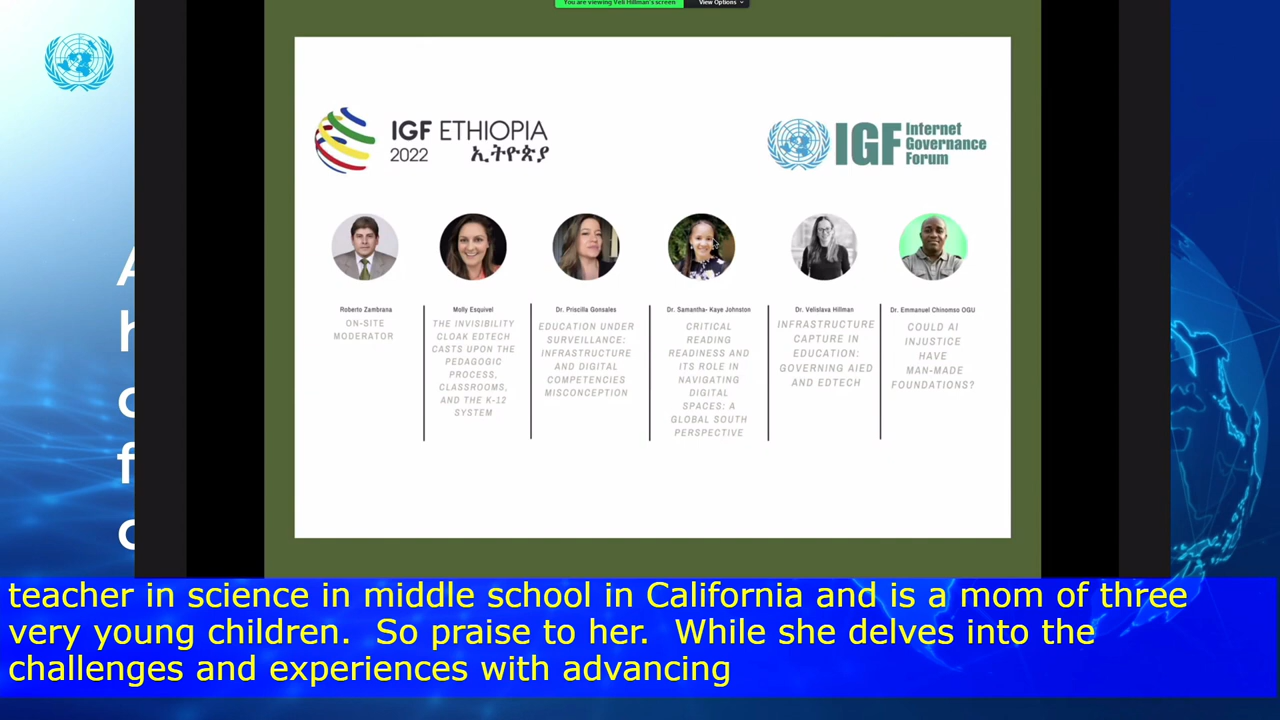 You are viewing Veli Hillman's screen
View Options
IGF ETHIOPIA
2022 ኢትዮጵያ
IGF Internet
Governance
Forum
Roberto Zambrana
ON-SITE
MODERATOR
Molly Esquivel
THE INVISIBILITY
CLOAK EDTECH
CASTS UPON THE
PEDAGOGIC
PROCESS,
CLASSROOMS,
AND THE K-12
SYSTEM
Dr. Priscilla Gonsales
EDUCATION UNDER
SURVEILLANCE:
INFRASTRUCTURE
AND DIGITAL
COMPETENCIES
MISCONCEPTION
Dr. Samantha- Kaye Johnston
CRITICAL
READING
READINESS AND
ITS ROLE IN
NAVIGATING
DIGITAL
SPACES: A
GLOBAL SOUTH
PERSPECTIVE
Dr. Velislava Hillman
INFRASTRUCTURE
CAPTURE IN
EDUCATION:
GOVERNING AIED
AND EDTECH
Dr. Emmanuel Chinomso OGU
COULD AI
INJUSTICE
HAVE
MAN-MADE
FOUNDATIONS?
teacher in science in middle school in California and is a mom of three
very young children. So praise to her. While she delves into the
challenges and experiences with advancing